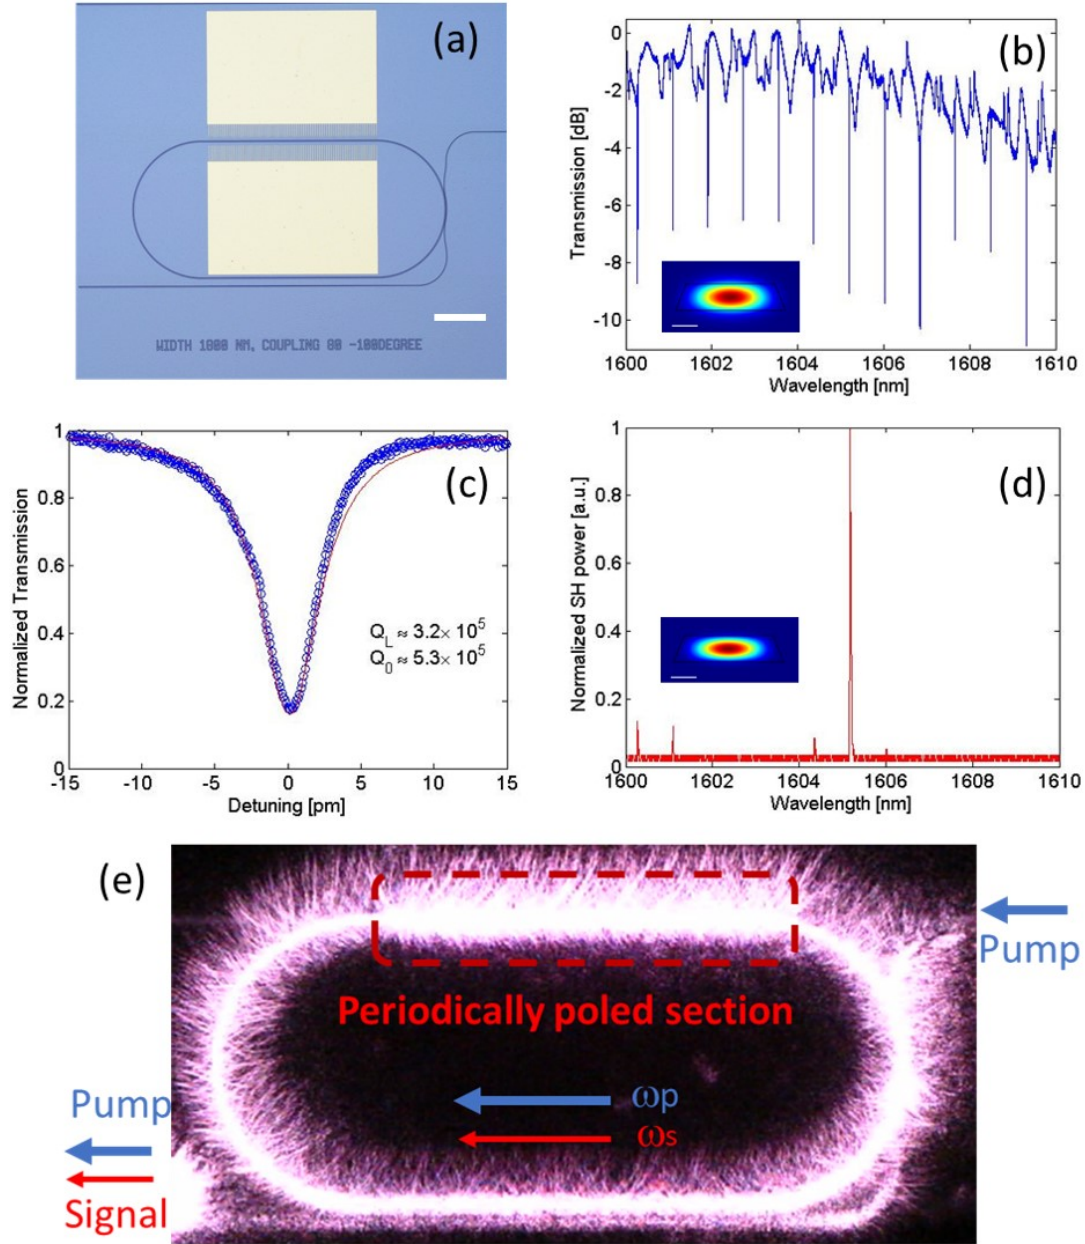 (a)
WIDTH 1800 NM, COUPLING 80 -100DEGREE
(b)
Transmission [dB]
0
-2
-4
-6
-8
-10
1600 1602 1604 1606 1608 1610
Wavelength [nm]
(c)
Normalized Transmission
1
0.8
0.6
0.4
0.2
0
Q_L ≈ 3.2× 10^5
Q_0 ≈ 5.3× 10^5
-15 -10 -5 0 5 10 15
Detuning [pm]
(d)
Normalized SH power [a.u.]
1
0.8
0.6
0.4
0.2
0
1600 1602 1604 1606 1608 1610
Wavelength [nm]
(e)
Pump
Periodically poled section
ωp
ωs
Pump
Signal